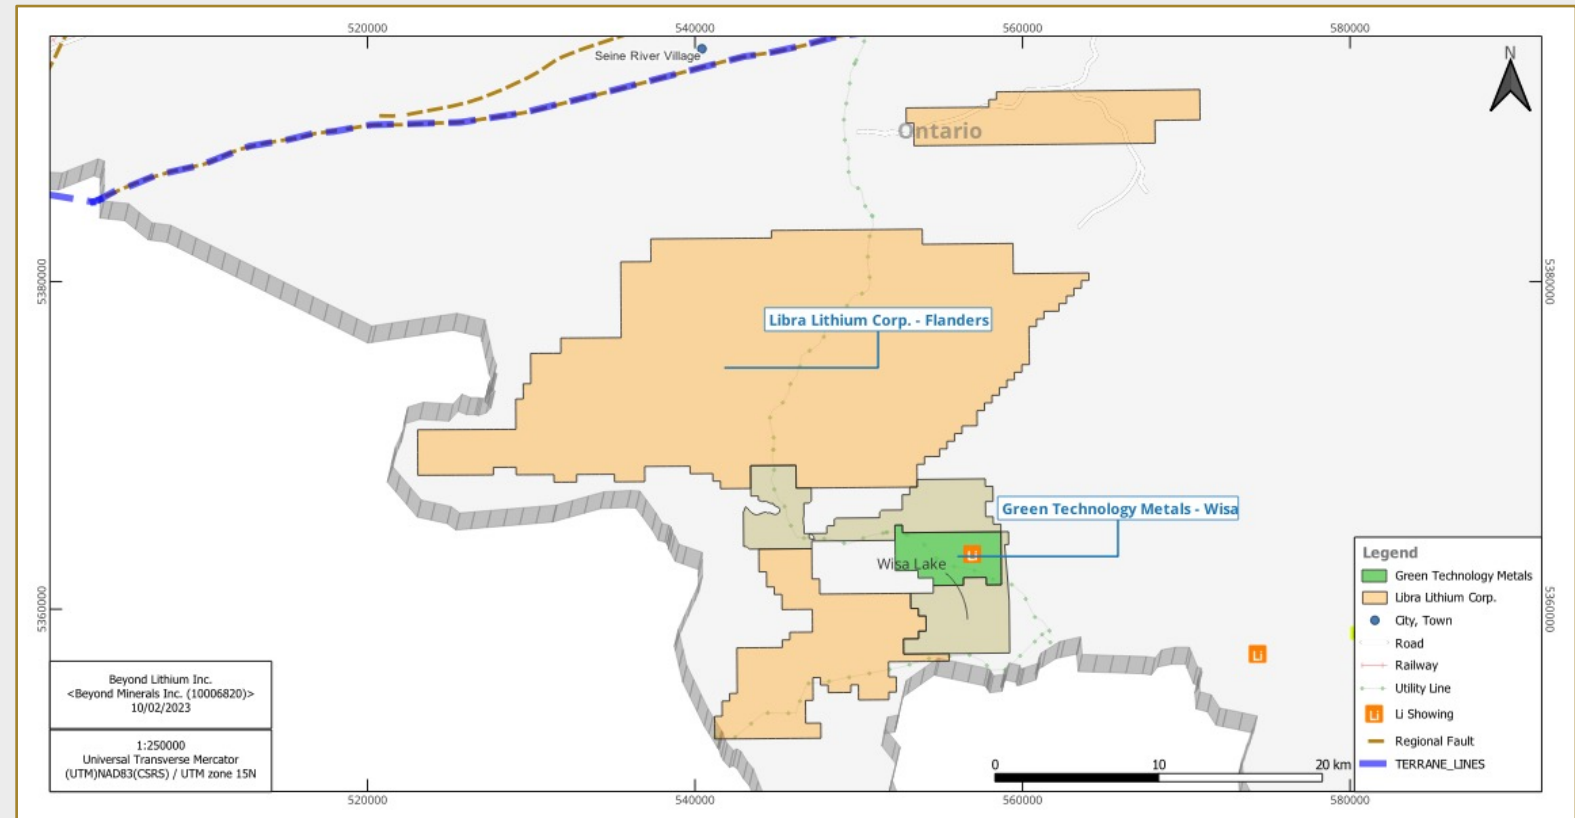 520000
540000
560000
580000
Seine River Village
N
Ontario
5380000
5380000
Libra Lithium Corp. - Flanders
Green Technology Metals - Wisa
Li
Wisa Lake
5360000
5360000
Li
Legend
Green Technology Metals
Libra Lithium Corp.
City, Town
Road
Railway
Utility Line
Li Li Showing
Regional Fault
TERRANE_LINES
Beyond Lithium Inc.
<Beyond Minerals Inc. (10006820)>
10/02/2023
1:250000
Universal Transverse Mercator
(UTM)NAD83(CSRS) / UTM zone 15N
0 10 20 km
520000
540000
560000
580000